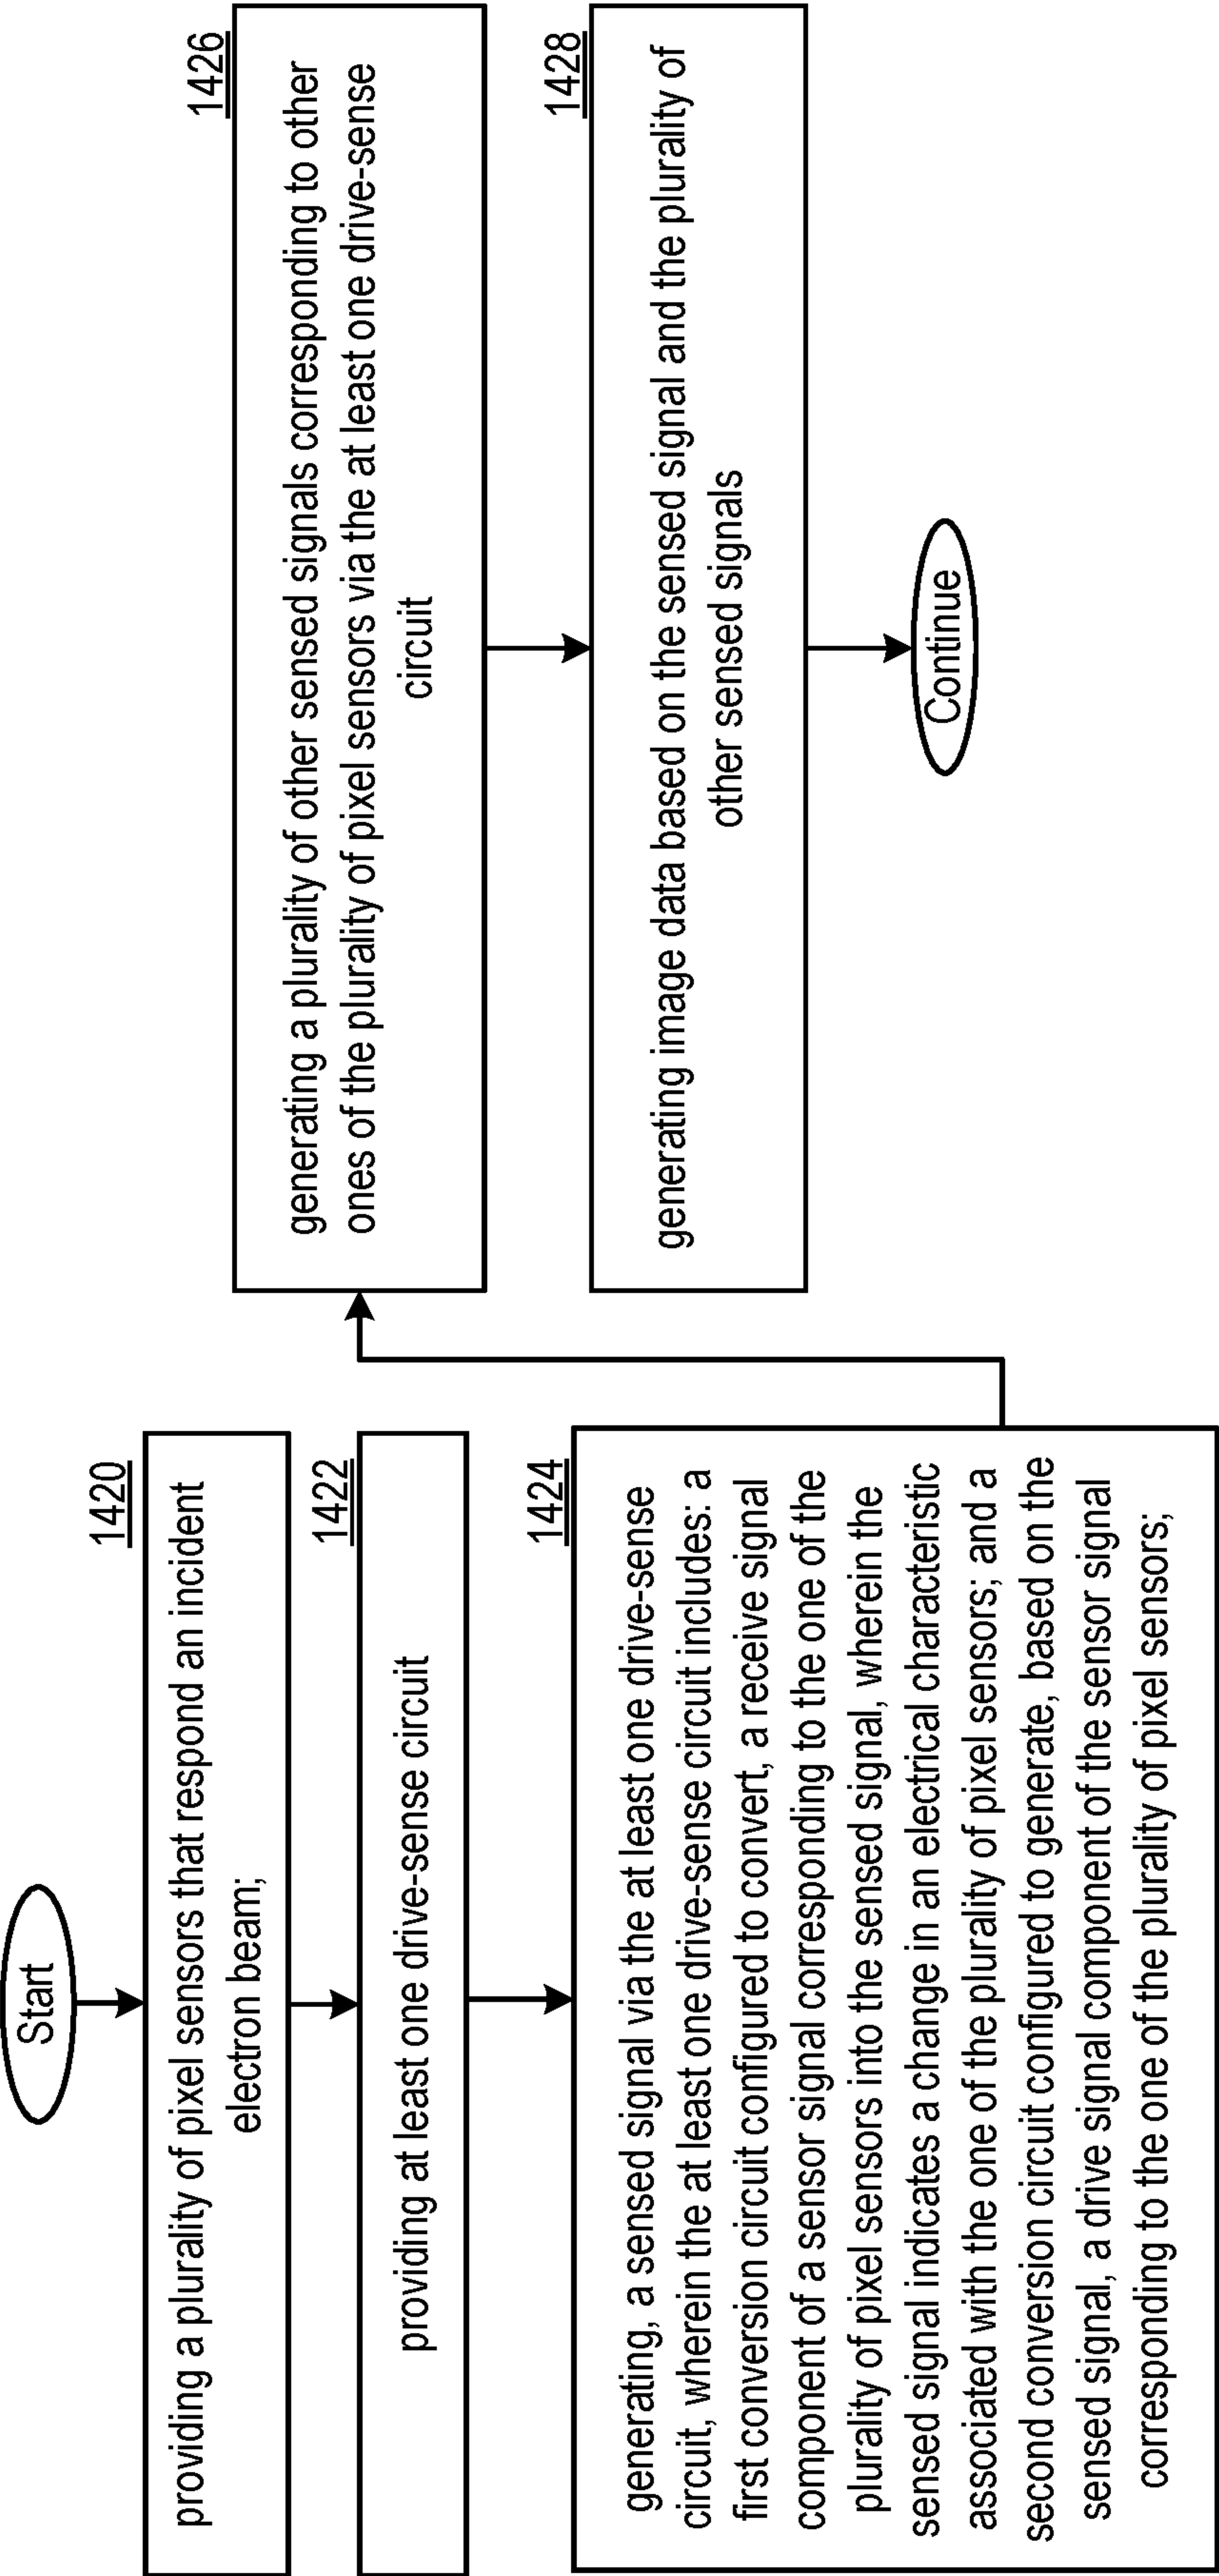 Start
1420
providing a plurality of pixel sensors that respond an incident
electron beam;
1422
providing at least one drive-sense circuit
1424
generating, a sensed signal via the at least one drive-sense
circuit, wherein the at least one drive-sense circuit includes: a
first conversion circuit configured to convert, a receive signal
component of a sensor signal corresponding to the one of the
plurality of pixel sensors into the sensed signal, wherein the
sensed signal indicates a change in an electrical characteristic
associated with the one of the plurality of pixel sensors; and a
second conversion circuit configured to generate, based on the
sensed signal, a drive signal component of the sensor signal
corresponding to the one of the plurality of pixel sensors;
1426
generating a plurality of other sensed signals corresponding to other
ones of the plurality of pixel sensors via the at least one drive-sense
circuit
1428
generating image data based on the sensed signal and the plurality of
other sensed signals
Continue